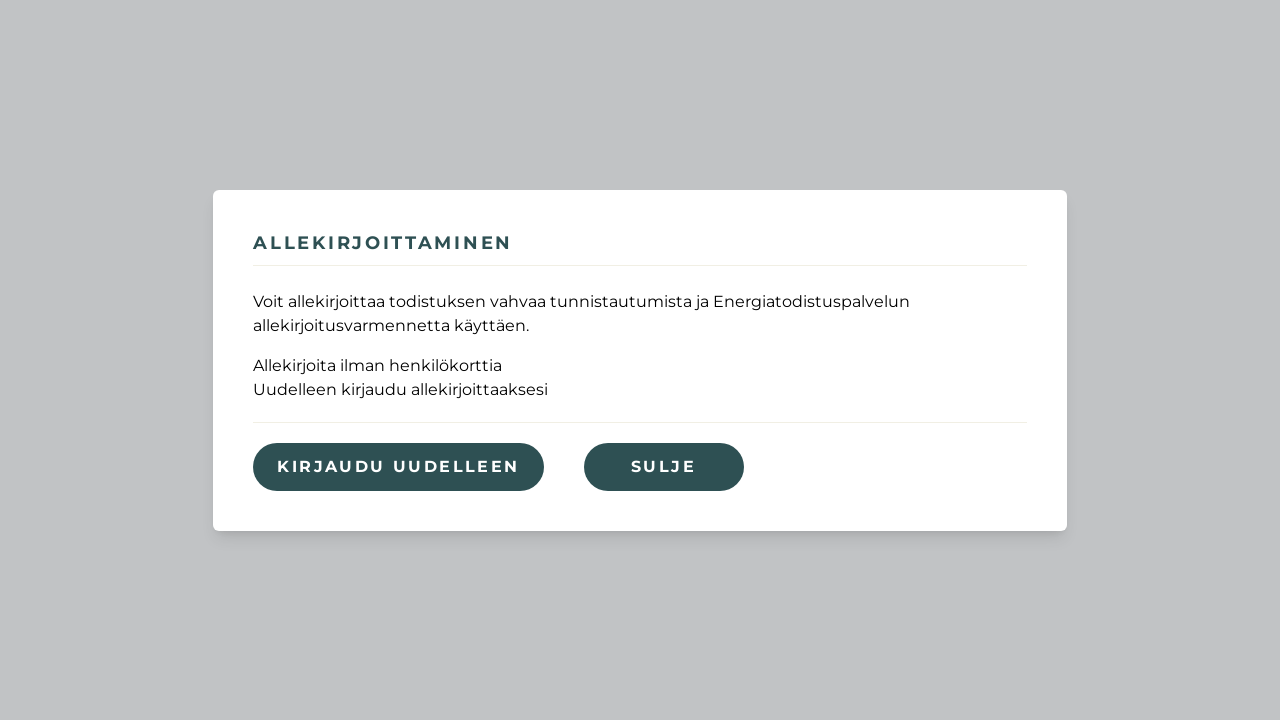 ALLEKIRJOITTAMINEN
Voit allekirjoittaa todistuksen vahvaa tunnistautumista ja Energiatodistuspalvelun
allekirjoitusvarmennetta käyttäen.
Allekirjoita ilman henkilökorttia
Uudelleen kirjaudu allekirjoittaaksesi
KIRJAUDU UUDELLEEN
SULJE